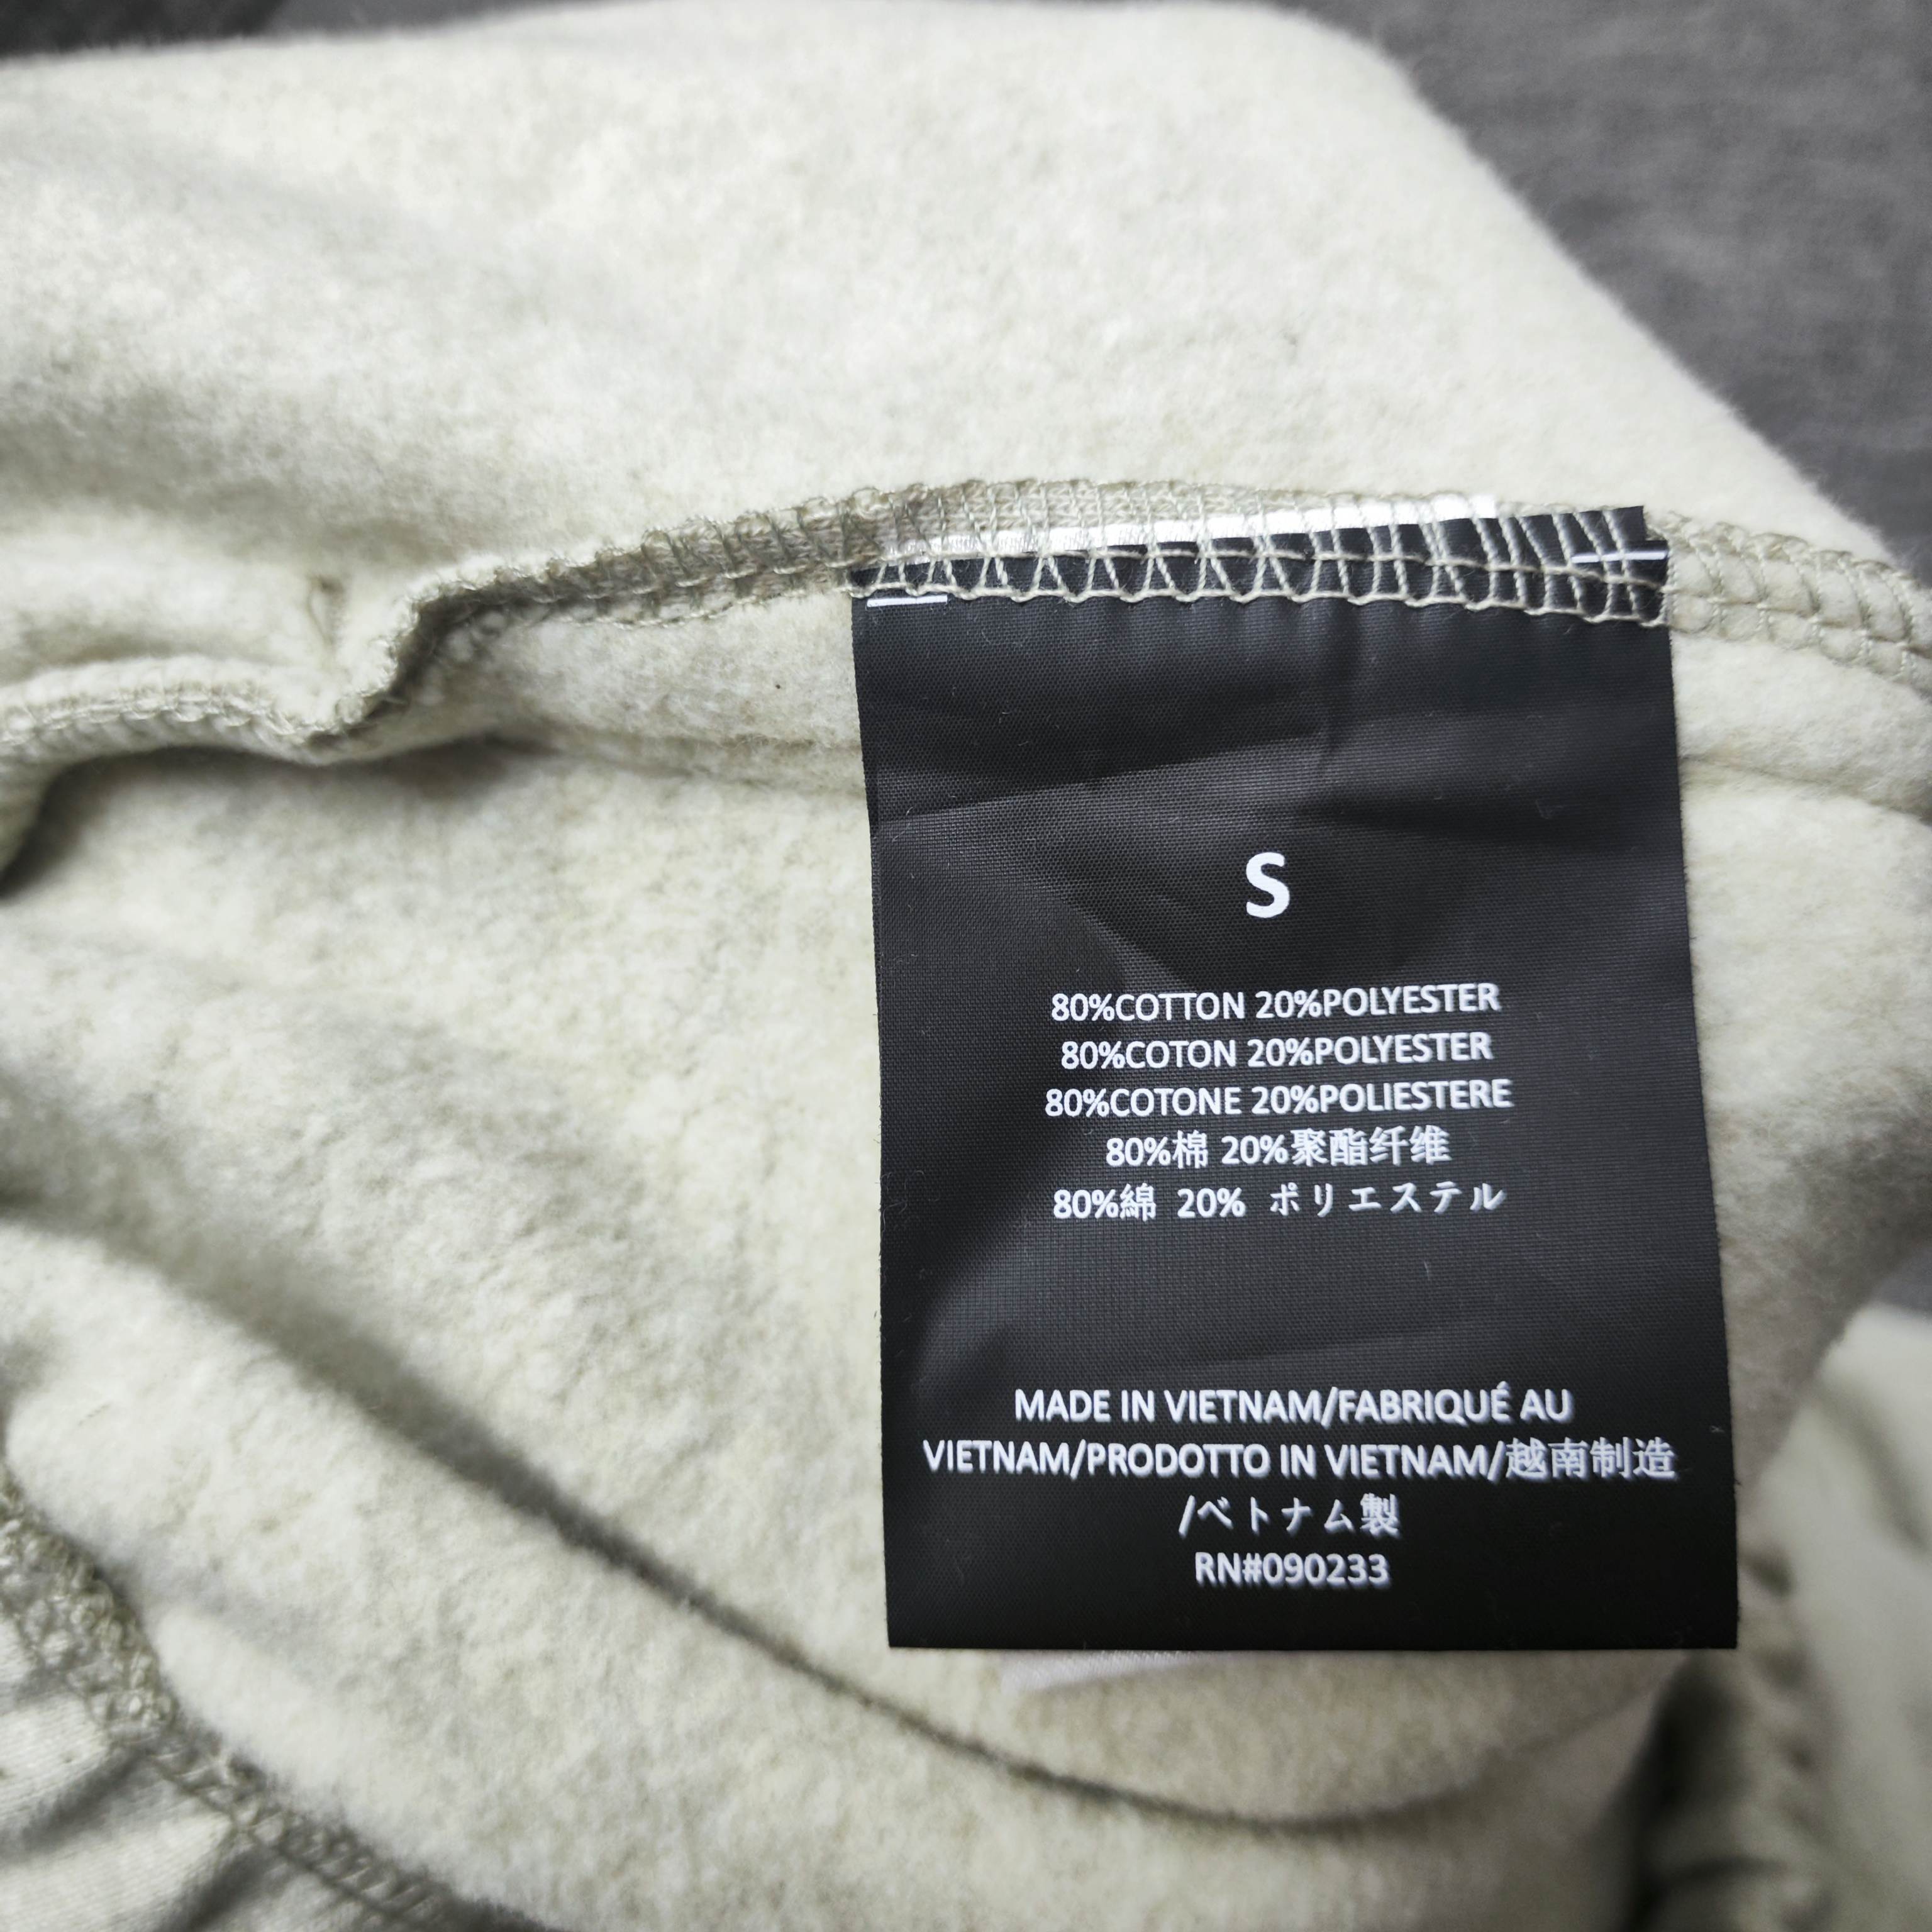 S
80%COTTON 20%POLYESTER
80%COTON 20%POLYESTER
80%COTONE 20%POLIESTERE
80%棉 20%聚酯纤维
80%綿 20% ポリエステル
MADE IN VIETNAM/FABRIQUÉ AU
VIETNAM/PRODOTTO IN VIETNAM/越南制造
/ベトナム製
RN#090233